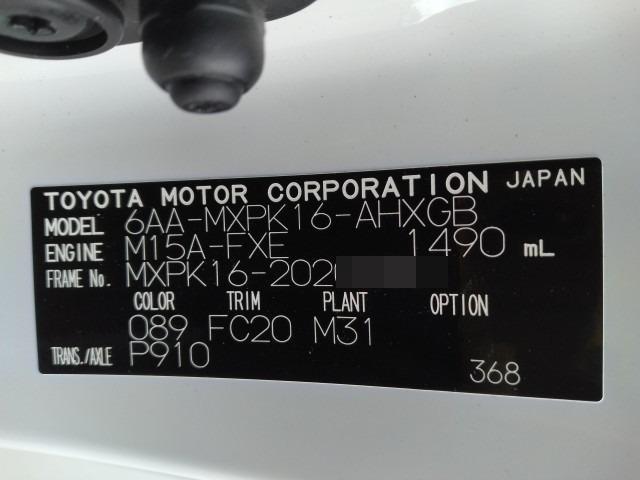 TOYOTA MOTOR CORPORATION JAPAN
MODEL 6AA-MXPK16-AHXGB
ENGINE M15A-FXE 1490 mL
FRAME No. MXPK16-202
COLOR TRIM PLANT OPTION
089 FC20 M31
TRANS./AXLE P910
368